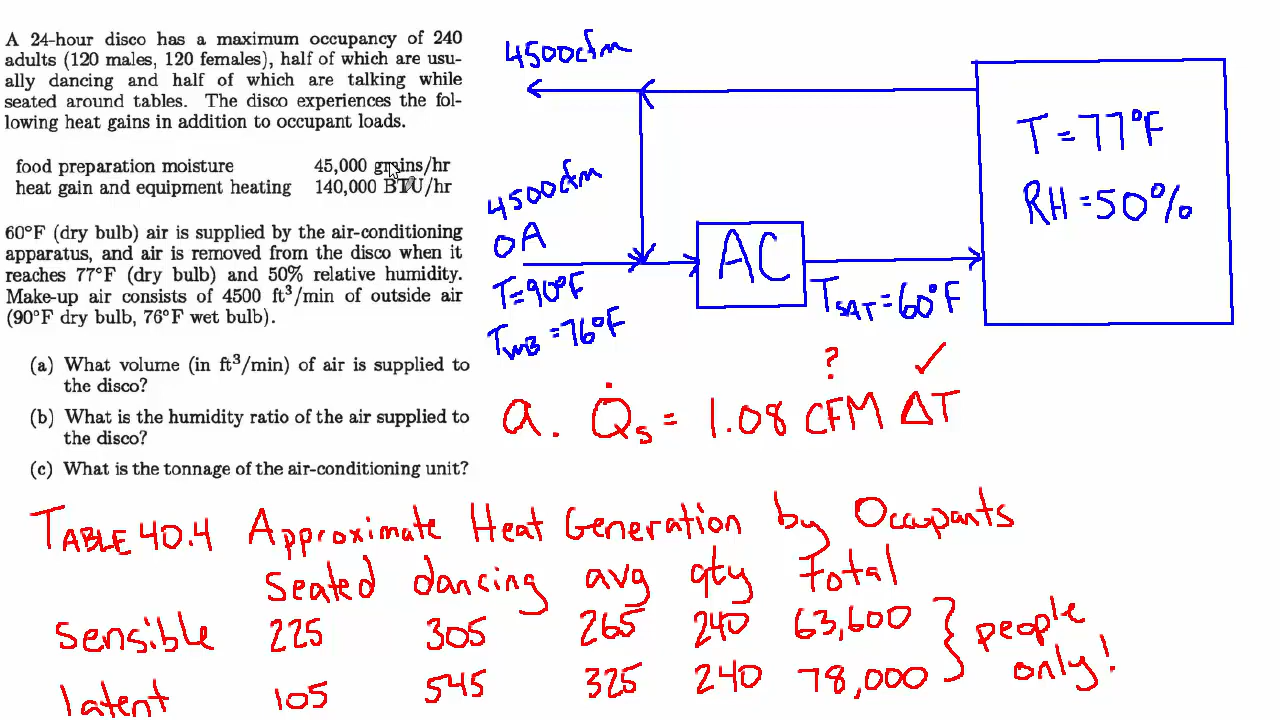 A 24-hour disco has a maximum occupancy of 240
adults (120 males, 120 females), half of which are usu-
ally dancing and half of which are talking while
seated around tables. The disco experiences the fol-
lowing heat gains in addition to occupant loads.
food preparation moisture 45,000 grains/hr
heat gain and equipment heating 140,000 BTU/hr
60°F (dry bulb) air is supplied by the air-conditioning
apparatus, and air is removed from the disco when it
reaches 77°F (dry bulb) and 50% relative humidity.
Make-up air consists of 4500 ft³/min of outside air
(90°F dry bulb, 76°F wet bulb).
(a) What volume (in ft³/min) of air is supplied to
the disco?
(b) What is the humidity ratio of the air supplied to
the disco?
(c) What is the tonnage of the air-conditioning unit?
4500cfm
4500cfm
OA
T=90°F
T_WB=76°F
AC
T_SAT=60°F
T=77°F
RH=50%
? ✓
a. Q̇_s = 1.08 CFM ΔT
TABLE 40.4 Approximate Heat Generation by Occupants
Seated dancing avg qty Total
Sensible 225 305 265 240 63,600
latent 105 545 325 240 78,000
people
only!